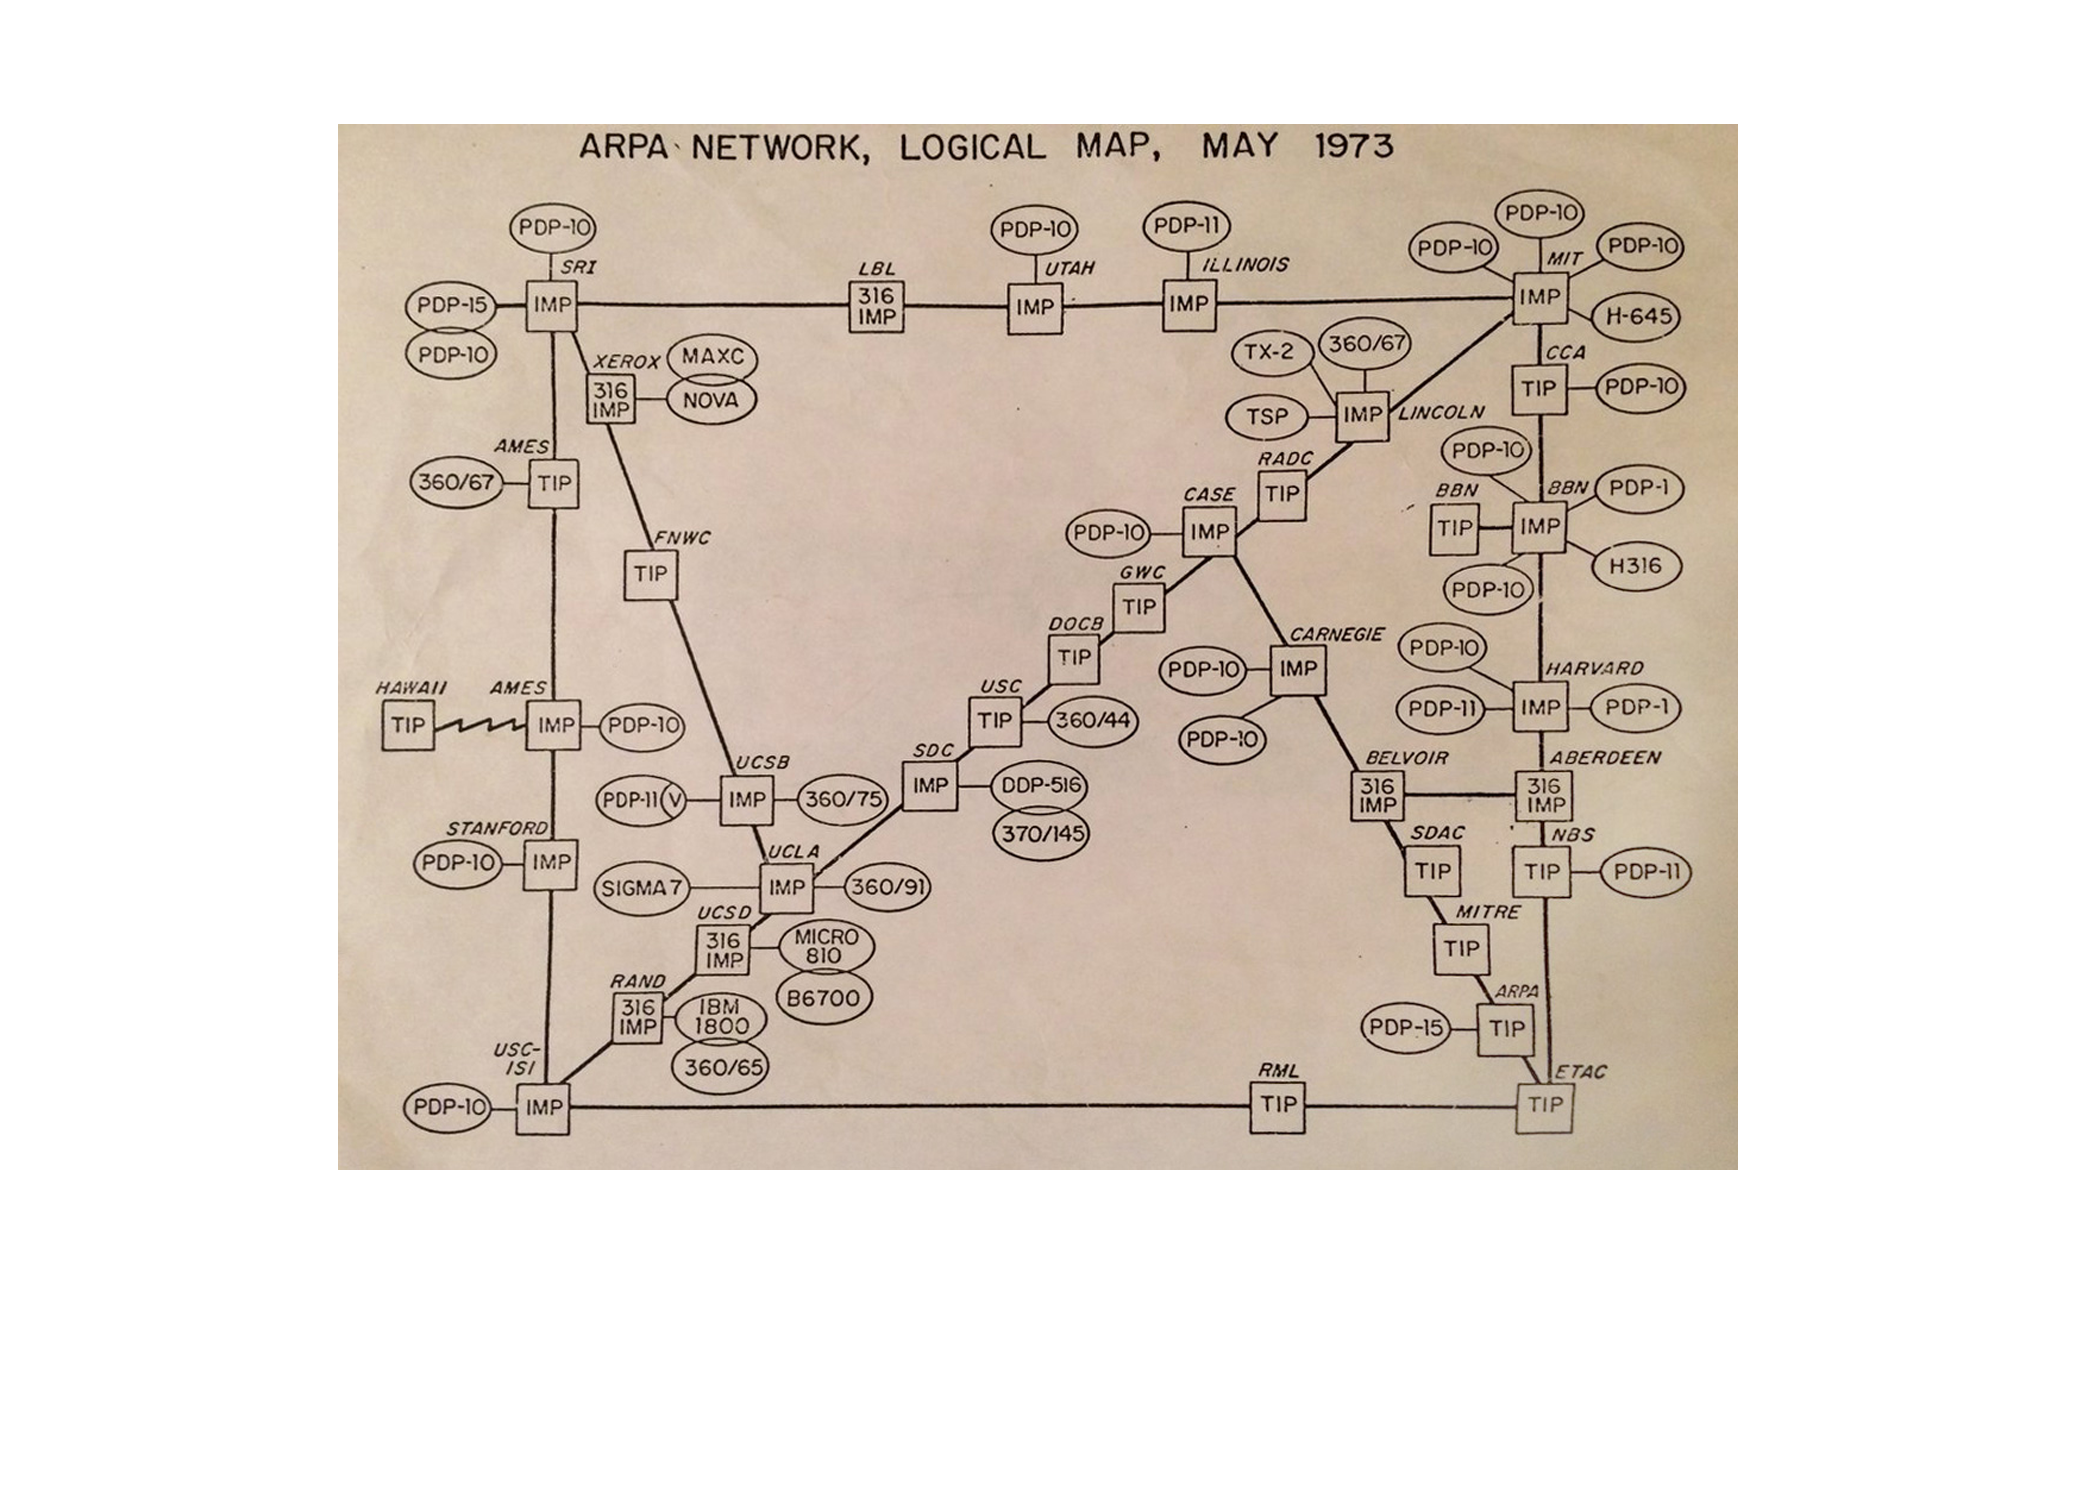 ARPA NETWORK, LOGICAL MAP, MAY 1973
PDP-10
SRI
IMP
PDP-15
PDP-10
LBL
316
IMP
PDP-10
UTAH
IMP
PDP-11
ILLINOIS
IMP
PDP-10
PDP-10
PDP-10
MIT
IMP
H-645
XEROX
316
IMP
MAXC
NOVA
TX-2
360/67
TSP
IMP
LINCOLN
CCA
TIP
PDP-10
AMES
360/67
TIP
RADC
TIP
CASE
PDP-10
IMP
PDP-10
BBN
TIP
BBN
IMP
PDP-1
H316
PDP-10
FNWC
TIP
GWC
TIP
DOCB
TIP
CARNEGIE
PDP-10
IMP
PDP-10
PDP-10
HARVARD
PDP-11
IMP
PDP-1
HAWAII
TIP
AMES
IMP
PDP-10
USC
TIP
360/44
SDC
IMP
DDP-516
370/145
UCSB
PDP-11
V
IMP
360/75
BELVOIR
316
IMP
ABERDEEN
316
IMP
STANFORD
PDP-10
IMP
UCLA
SIGMA 7
IMP
360/91
SDAC
TIP
NBS
TIP
PDP-11
UCSD
316
IMP
MICRO
810
B6700
MITRE
TIP
RAND
316
IMP
IBM
1800
360/65
ARPA
PDP-15
TIP
USC-
ISI
PDP-10
IMP
RML
TIP
ETAC
TIP